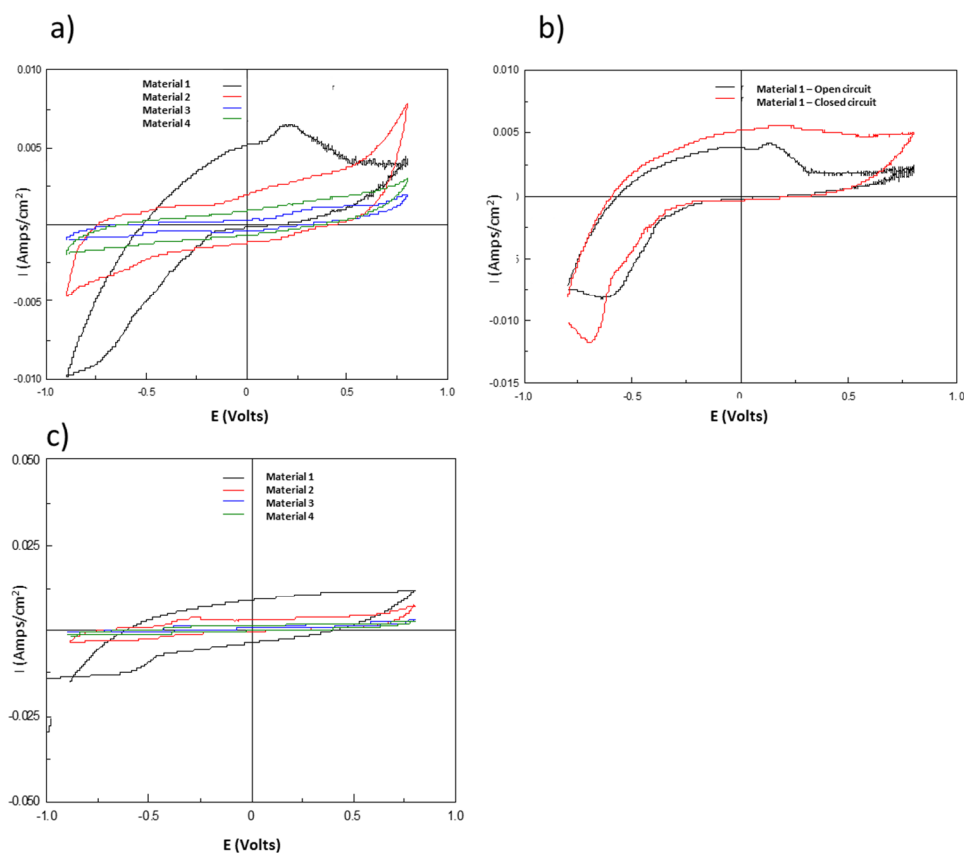 a)
0.010
0.005
0
-0.005
-0.010
-1.0
-0.5
0
0.5
1.0
I (Amps/cm²)
E (Volts)
Material 1
Material 2
Material 3
Material 4
b)
0.010
0.005
-0.010
-0.015
-1.0
-0.5
0.5
1.0
I (Amps/cm²)
E (Volts)
Material 1 – Open circuit
Material 1 – Closed circuit
c)
0.050
0.025
0
-0.025
-0.050
-1.0
-0.5
0
0.5
1.0
I (Amps/cm²)
E (Volts)
Material 1
Material 2
Material 3
Material 4